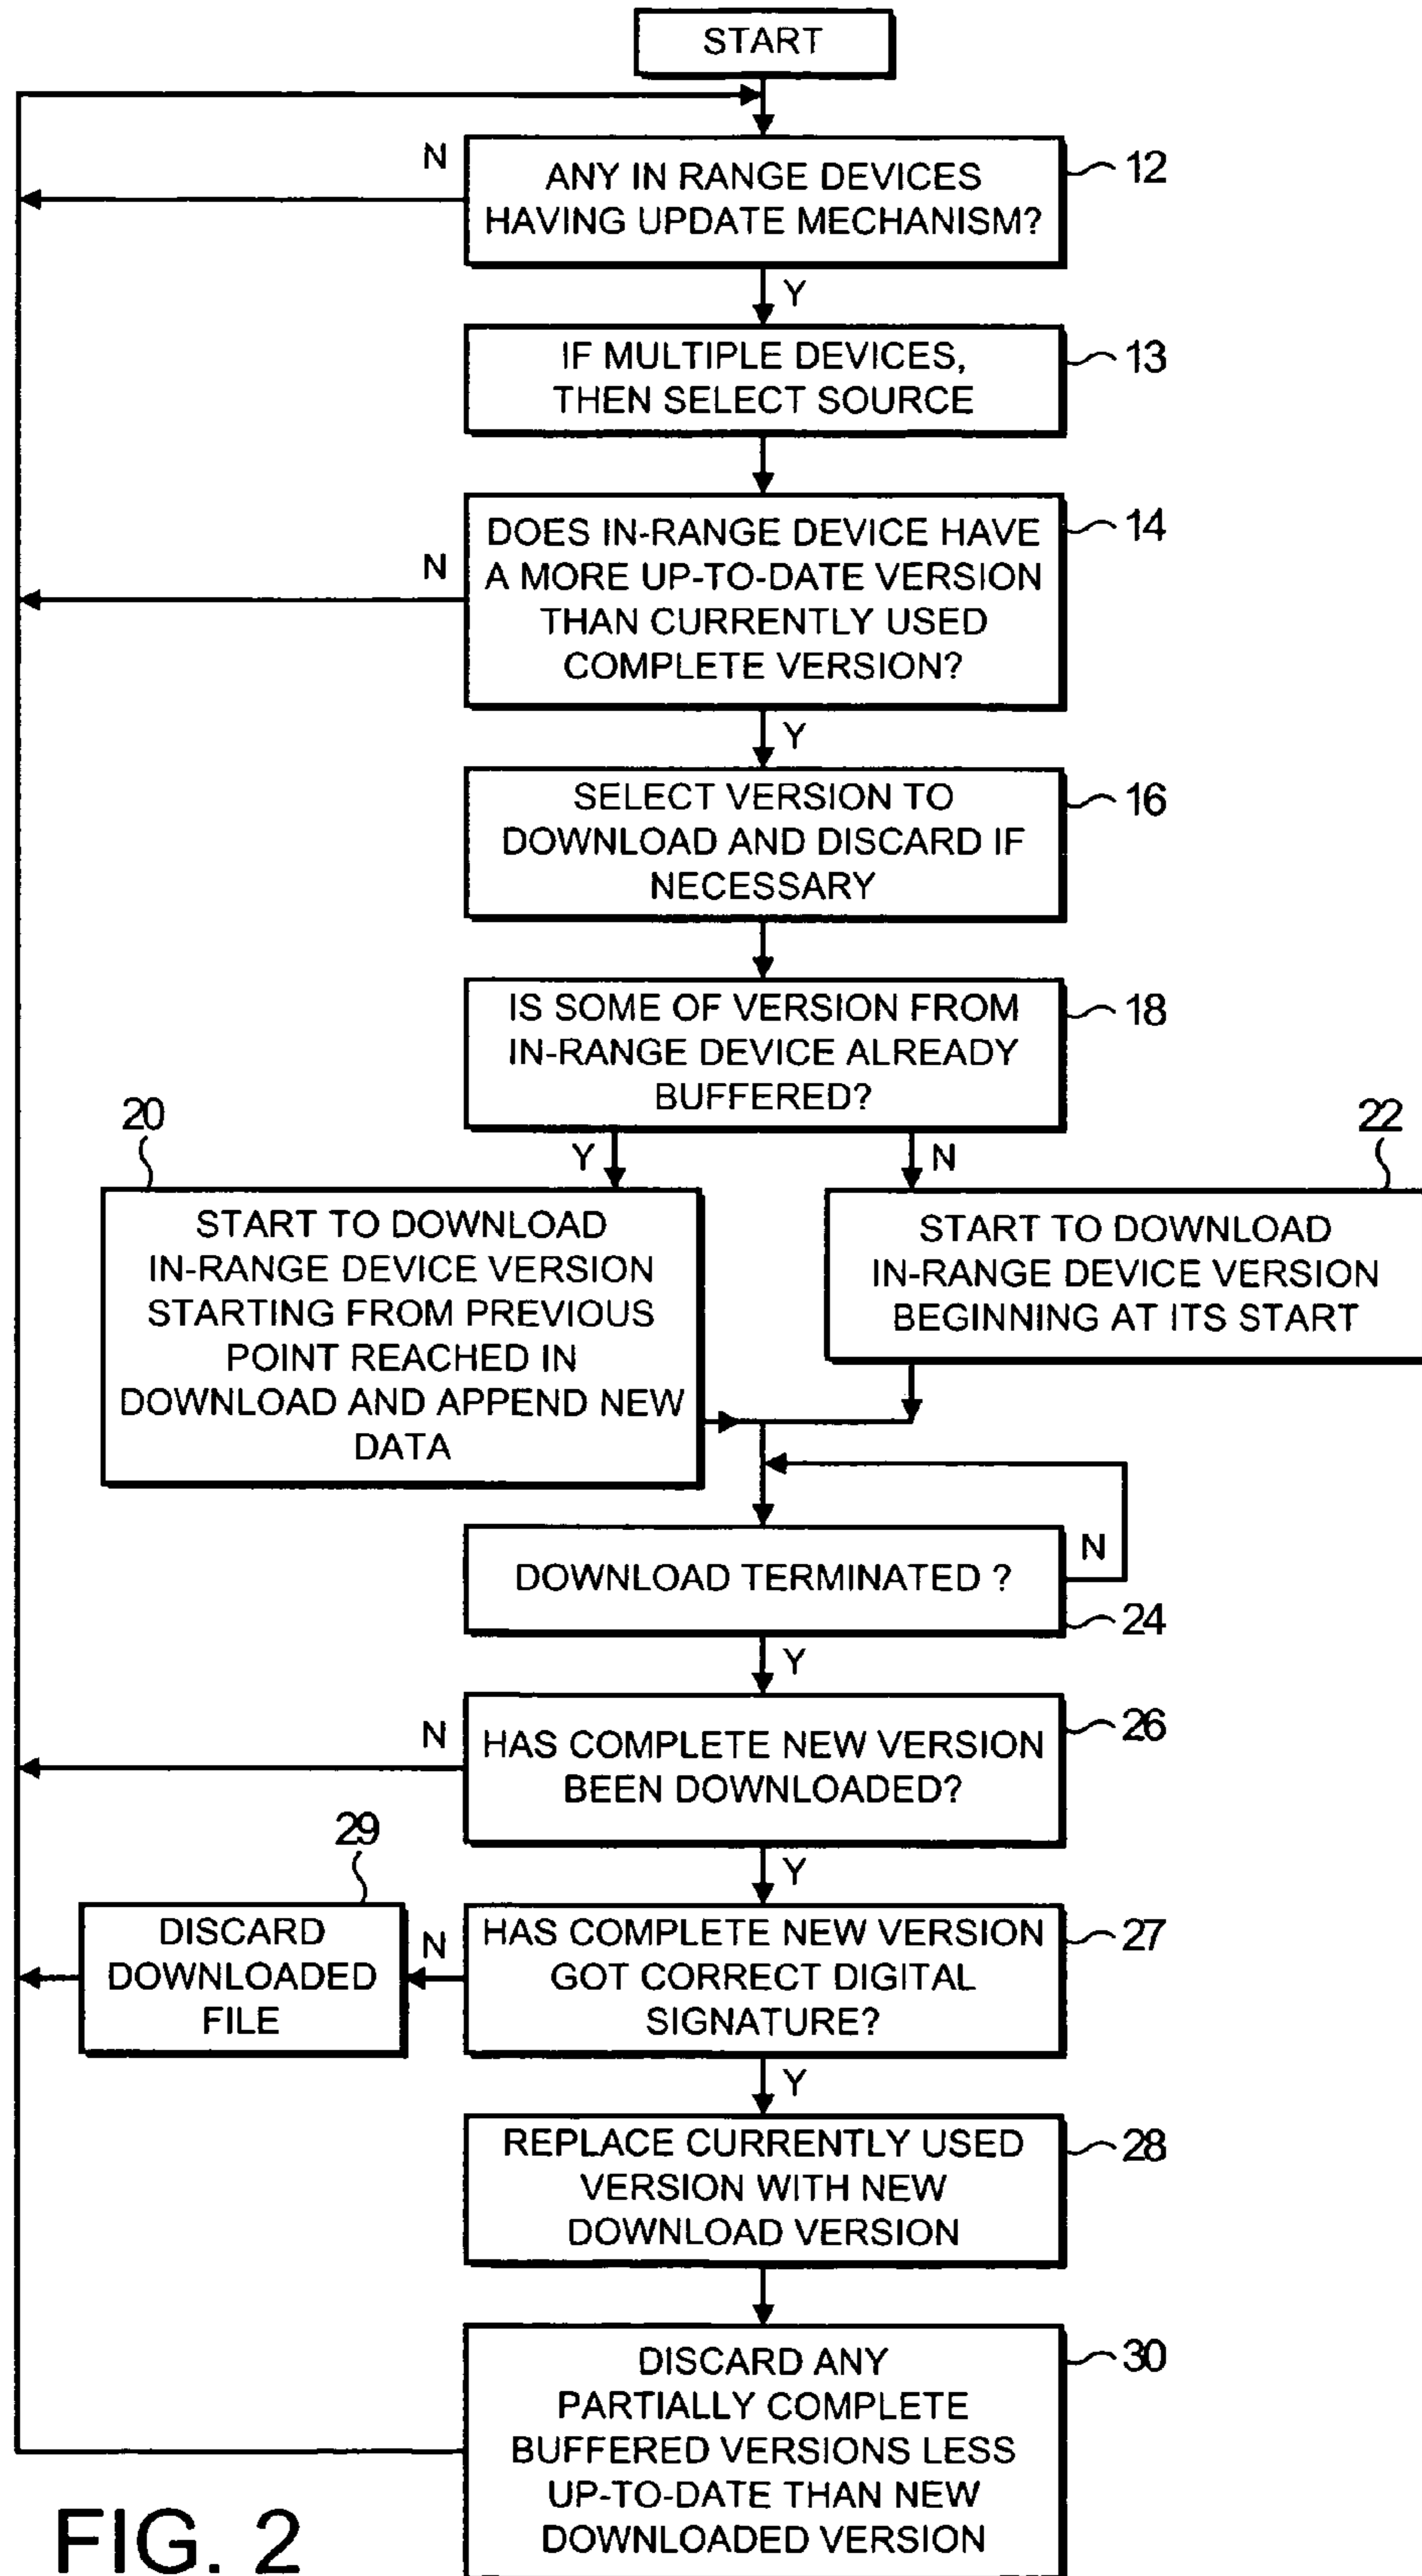 START
N
ANY IN RANGE DEVICES
HAVING UPDATE MECHANISM?
12
Y
IF MULTIPLE DEVICES,
THEN SELECT SOURCE
13
N
DOES IN-RANGE DEVICE HAVE
A MORE UP-TO-DATE VERSION
THAN CURRENTLY USED
COMPLETE VERSION?
14
Y
SELECT VERSION TO
DOWNLOAD AND DISCARD IF
NECESSARY
16
IS SOME OF VERSION FROM
IN-RANGE DEVICE ALREADY
BUFFERED?
18
20
Y
N
22
START TO DOWNLOAD
IN-RANGE DEVICE VERSION
STARTING FROM PREVIOUS
POINT REACHED IN
DOWNLOAD AND APPEND NEW
DATA
START TO DOWNLOAD
IN-RANGE DEVICE VERSION
BEGINNING AT ITS START
DOWNLOAD TERMINATED ?
N
24
Y
N
HAS COMPLETE NEW VERSION
BEEN DOWNLOADED?
26
29
Y
DISCARD
DOWNLOADED
FILE
N
HAS COMPLETE NEW VERSION
GOT CORRECT DIGITAL
SIGNATURE?
27
Y
REPLACE CURRENTLY USED
VERSION WITH NEW
DOWNLOAD VERSION
28
DISCARD ANY
PARTIALLY COMPLETE
BUFFERED VERSIONS LESS
UP-TO-DATE THAN NEW
DOWNLOADED VERSION
30
FIG. 2